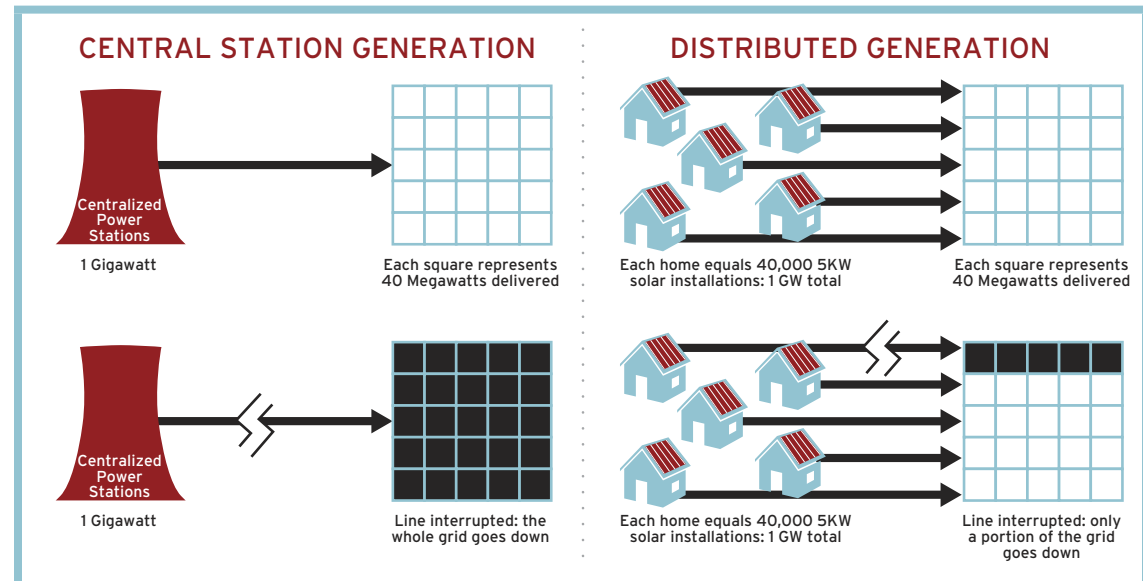 CENTRAL STATION GENERATION
Centralized
Power
Stations
1 Gigawatt
Each square represents
40 Megawatts delivered
Centralized
Power
Stations
1 Gigawatt
Line interrupted: the
whole grid goes down
DISTRIBUTED GENERATION
Each home equals 40,000 5KW
solar installations: 1 GW total
Each square represents
40 Megawatts delivered
Each home equals 40,000 5KW
solar installations: 1 GW total
Line interrupted: only
a portion of the grid
goes down